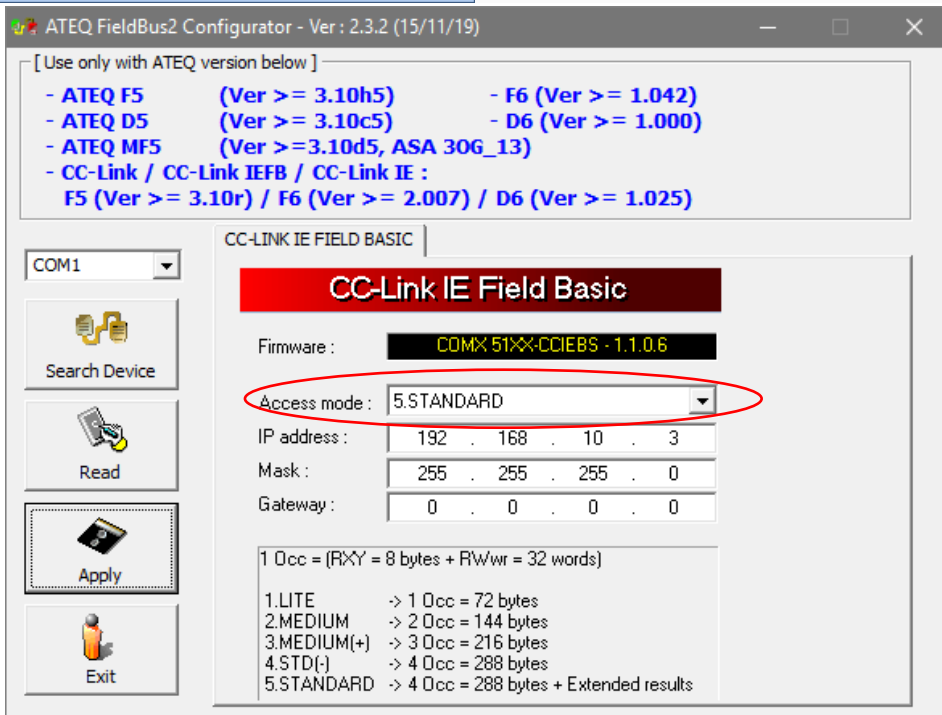 ATEQ FieldBus2 Configurator - Ver : 2.3.2 (15/11/19)
[ Use only with ATEQ version below ]
- ATEQ F5 (Ver >= 3.10h5) - F6 (Ver >= 1.042)
- ATEQ D5 (Ver >= 3.10c5) - D6 (Ver >= 1.000)
- ATEQ MF5 (Ver >=3.10d5, ASA 3OG_13)
- CC-Link / CC-Link IEFB / CC-Link IE :
F5 (Ver >= 3.10r) / F6 (Ver >= 2.007) / D6 (Ver >= 1.025)
COM1
Search Device
Read
Apply
Exit
CC-LINK IE FIELD BASIC
CC-Link IE Field Basic
Firmware : COMX 51XX-CCIEBS - 1.1.0.6
Access mode : 5.STANDARD
IP address : 192 . 168 . 10 . 3
Mask : 255 . 255 . 255 . 0
Gateway : 0 . 0 . 0 . 0
1 Occ = (RXY = 8 bytes + RWwr = 32 words)
1.LITE -> 1 Occ = 72 bytes
2.MEDIUM -> 2 Occ = 144 bytes
3.MEDIUM(+) -> 3 Occ = 216 bytes
4.STD(-) -> 4 Occ = 288 bytes
5.STANDARD -> 4 Occ = 288 bytes + Extended results